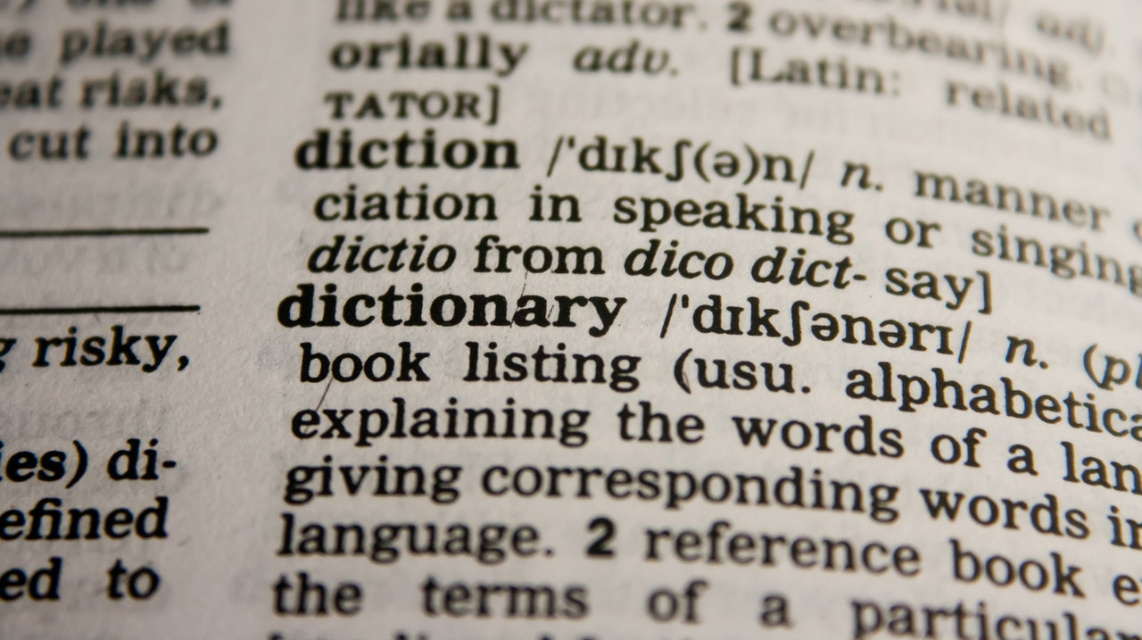 e played
eat risks,
cut into
g risky,
ies) di-
efined
ed to
like a dictator. 2 overbearing.
orially adv. [Latin: related
TATOR]
diction /ˈdɪkʃ(ə)n/ n. manner
ciation in speaking or singing
dictio from dico dict- say]
dictionary /ˈdɪkʃənərɪ/ n. (pl
book listing (usu. alphabetica
explaining the words of a lan
giving corresponding words in
language. 2 reference book e
the terms of a particular